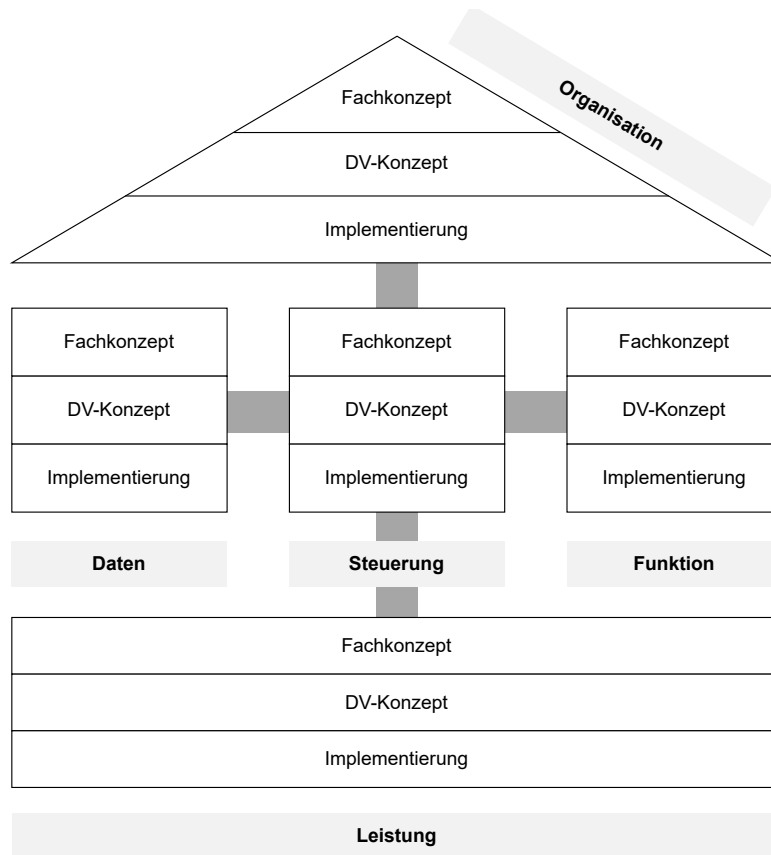 Fachkonzept
Organisation
DV-Konzept
Implementierung
Fachkonzept
Fachkonzept
Fachkonzept
DV-Konzept
DV-Konzept
DV-Konzept
Implementierung
Implementierung
Implementierung
Daten
Steuerung
Funktion
Fachkonzept
DV-Konzept
Implementierung
Leistung